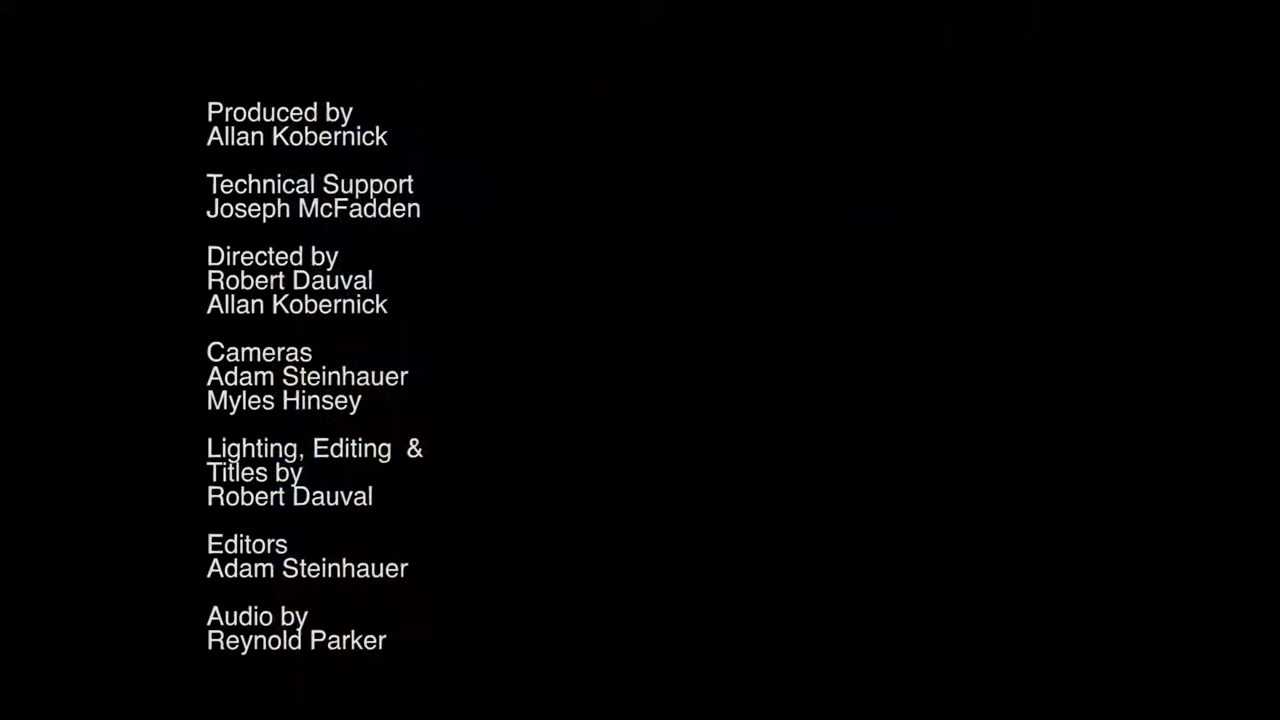 Produced by
Allan Kobernick
Technical Support
Joseph McFadden
Directed by
Robert Dauval
Allan Kobernick
Cameras
Adam Steinhauer
Myles Hinsey
Lighting, Editing  &
Titles by
Robert Dauval
Editors
Adam Steinhauer
Audio by
Reynold Parker